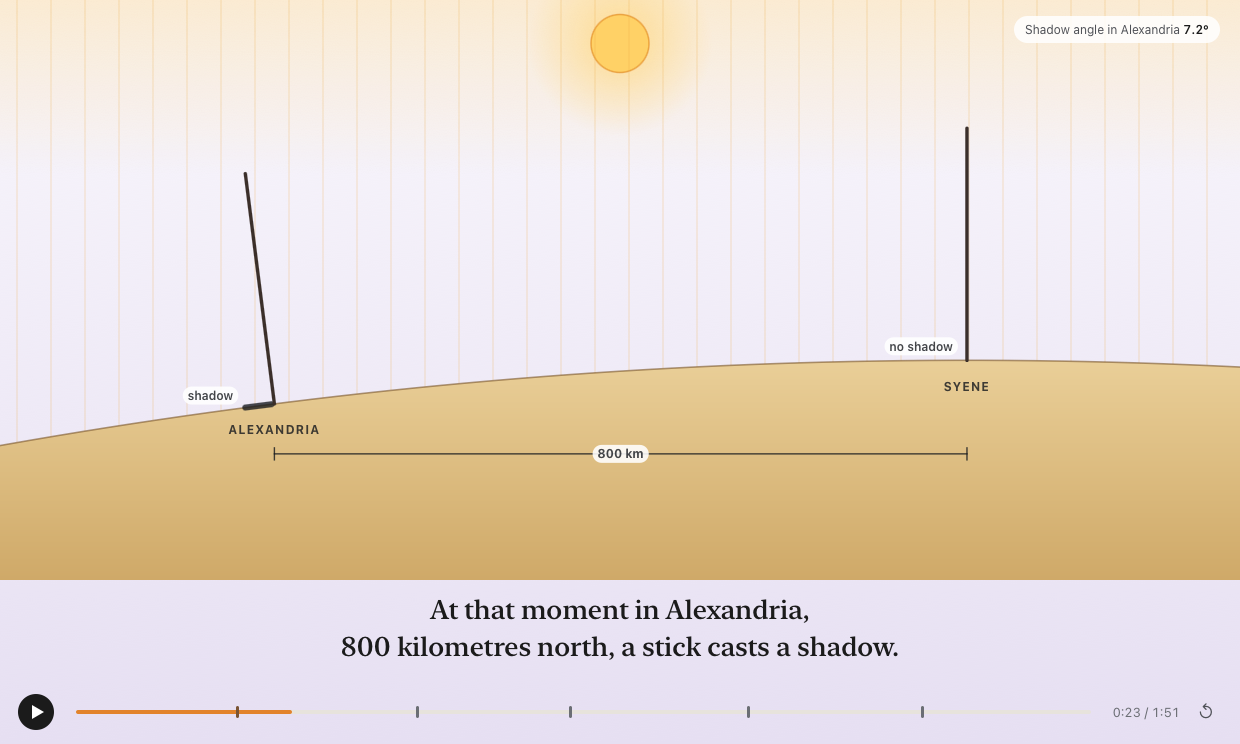 Shadow angle in Alexandria 7.2°
no shadow
SYENE
shadow
ALEXANDRIA
800 km
At that moment in Alexandria,
800 kilometres north, a stick casts a shadow.
0:23 / 1:51